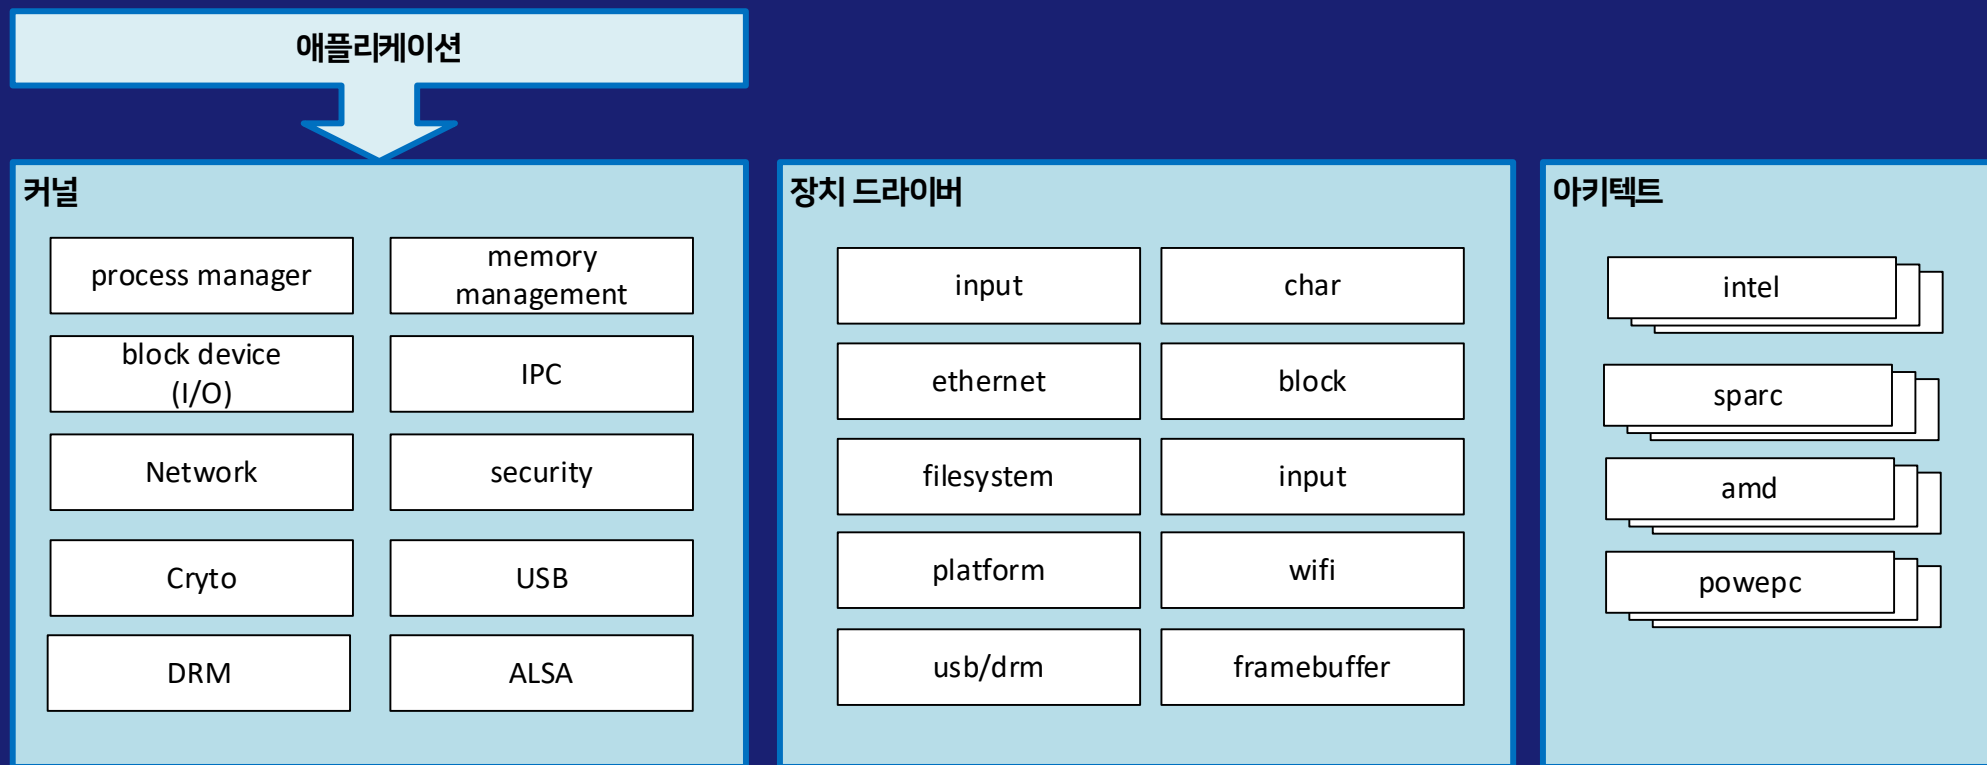 애플리케이션
커널
process manager
memory
management
block device
(I/O)
IPC
Network
security
Cryto
USB
DRM
ALSA
장치 드라이버
input
char
ethernet
block
filesystem
input
platform
wifi
usb/drm
framebuffer
아키텍트
intel
sparc
amd
powepc